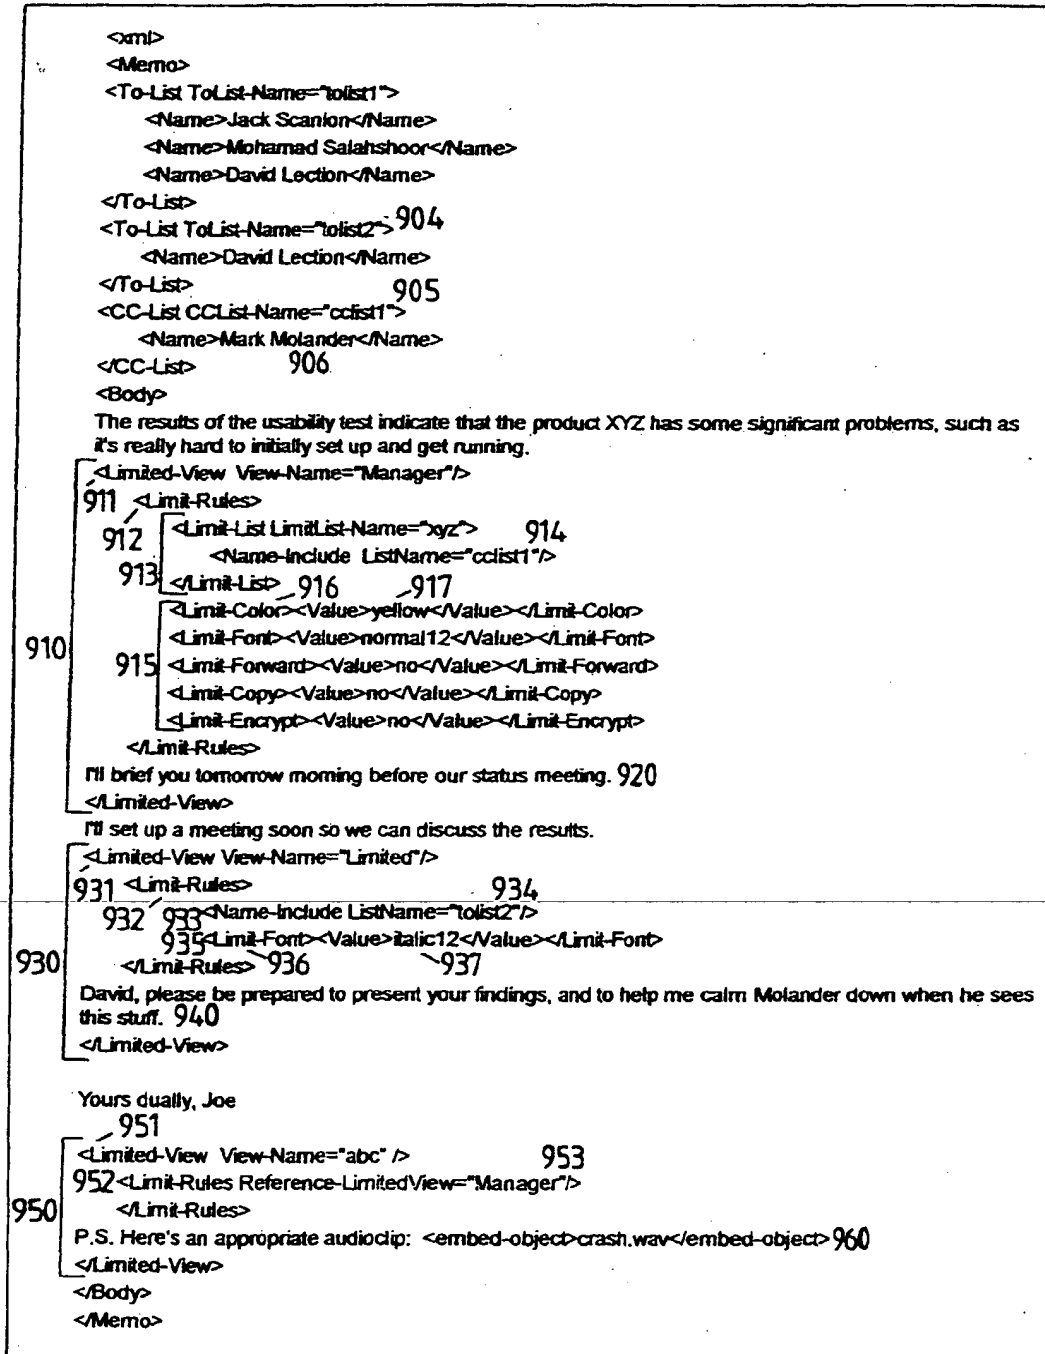 <xml>
<Memo>
<To-List ToList-Name="tolist1">
<Name>Jack Scanlon</Name>
<Name>Mohamad Salahshoor</Name>
<Name>David Lection</Name>
</To-List>
<To-List ToList-Name="tolist2"> 904
<Name>David Lection</Name>
</To-List> 905
<CC-List CCList-Name="cclist1">
<Name>Mark Molander</Name>
</CC-List> 906
<Body>
The results of the usability test indicate that the product XYZ has some significant problems, such as
it's really hard to initially set up and get running.
<Limited-View View-Name="Manager"/>
911 <Limit-Rules>
912 <Limit-List LimitList-Name="xyz"> 914
<Name-Include ListName="cclist1"/>
913 </Limit-List> 916 917
<Limit-Color><Value>yellow</Value></Limit-Color>
910 <Limit-Font><Value>normal12</Value></Limit-Font>
915 <Limit-Forward><Value>no</Value></Limit-Forward>
<Limit-Copy><Value>no</Value></Limit-Copy>
<Limit-Encrypt><Value>no</Value></Limit-Encrypt>
</Limit-Rules>
I'll brief you tomorrow morning before our status meeting. 920
</Limited-View>
I'll set up a meeting soon so we can discuss the results.
<Limited-View View-Name="Limited"/>
931 <Limit-Rules> 934
932 933 <Name-Include ListName="tolist2"/>
935 <Limit-Font><Value>italic12</Value></Limit-Font>
930 </Limit-Rules> 936 937
David, please be prepared to present your findings, and to help me calm Molander down when he sees
this stuff. 940
</Limited-View>
Yours dually, Joe
951
<Limited-View View-Name="abc" /> 953
952 <Limit-Rules Reference-LimitedView="Manager"/>
950 </Limit-Rules>
P.S. Here's an appropriate audioclip: <embed-object>crash.wav</embed-object> 960
</Limited-View>
</Body>
</Memo>